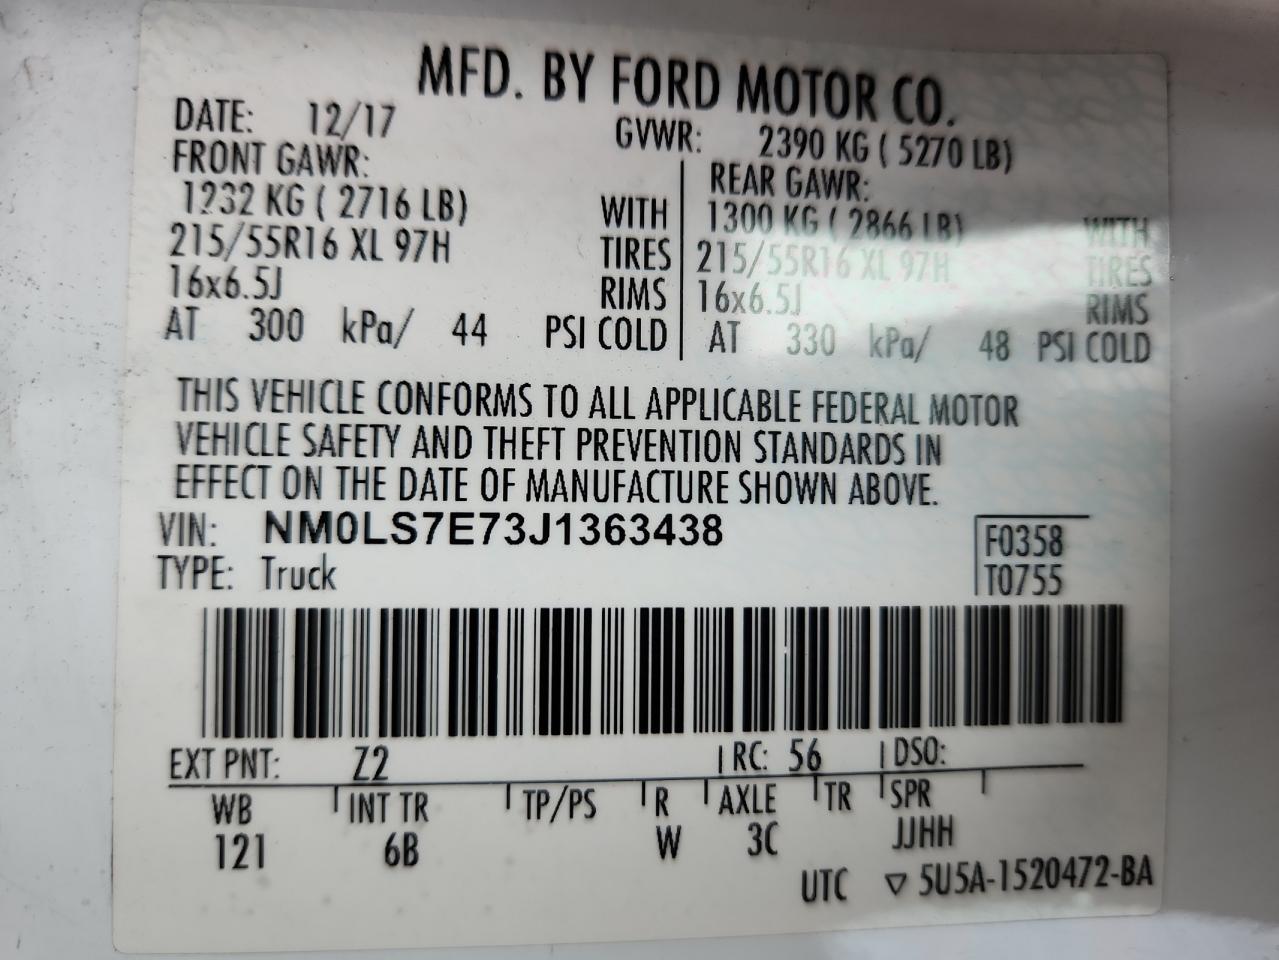 MFD. BY FORD MOTOR CO.
DATE: 12/17 GVWR: 2390 KG ( 5270 LB)
FRONT GAWR: REAR GAWR:
1232 KG ( 2716 LB) WITH 1300 KG ( 2866 LB) WITH
215/55R16 XL 97H TIRES 215/55R16 XL 97H TIRES
16x6.5J RIMS 16x6.5J RIMS
AT 300 kPa/ 44 PSI COLD AT 330 kPa/ 48 PSI COLD
THIS VEHICLE CONFORMS TO ALL APPLICABLE FEDERAL MOTOR
VEHICLE SAFETY AND THEFT PREVENTION STANDARDS IN
EFFECT ON THE DATE OF MANUFACTURE SHOWN ABOVE.
VIN: NM0LS7E73J1363438 F0358
TYPE: Truck T0755
EXT PNT: Z2 RC: 56 DSO:
WB INT TR TP/PS R AXLE TR SPR
121 6B W 3C JJHH
UTC ▽ 5U5A-1520472-BA